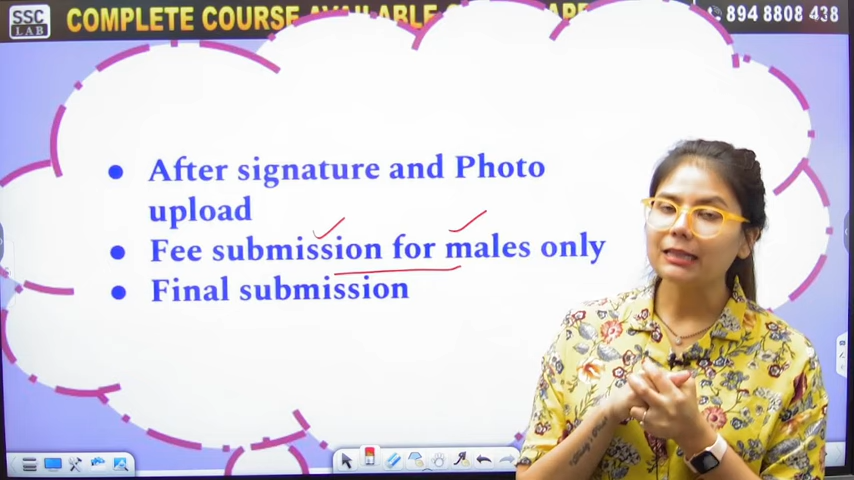 SSC
LAB
COMPLETE COURSE AVAILABLE
894 8808 438
● After signature and Photo
upload
● Fee submission for males only
● Final submission